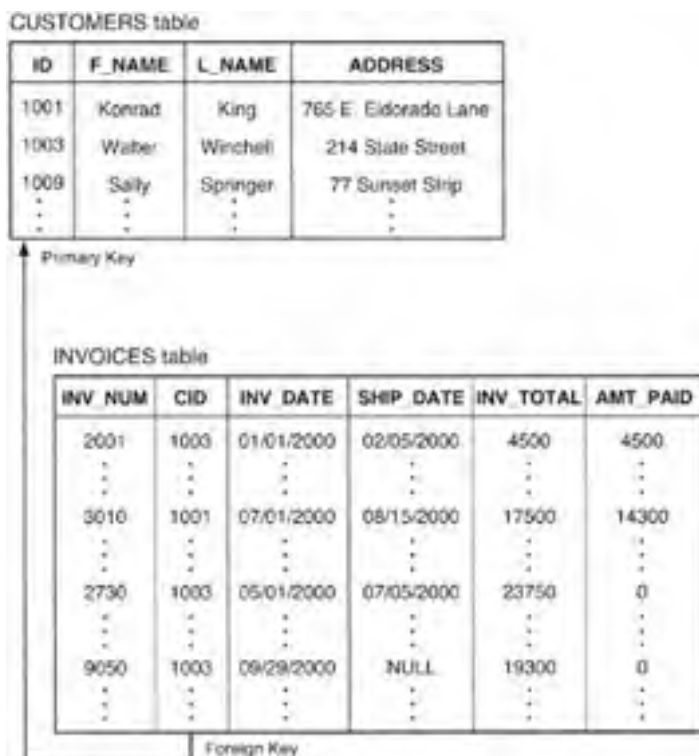 CUSTOMERS table
ID F_NAME L_NAME ADDRESS
1001 Konrad King 765 E. Eldorado Lane
1003 Walter Winchell 214 State Street
1009 Sally Springer 77 Sunset Strip
Primary Key
INVOICES table
INV_NUM CID INV_DATE SHIP_DATE INV_TOTAL AMT_PAID
2001 1003 01/01/2000 02/05/2000 4500 4500
3010 1001 07/01/2000 08/15/2000 17500 14300
2730 1003 05/01/2000 07/05/2000 23750 0
9050 1003 09/29/2000 NULL 19300 0
Foreign Key